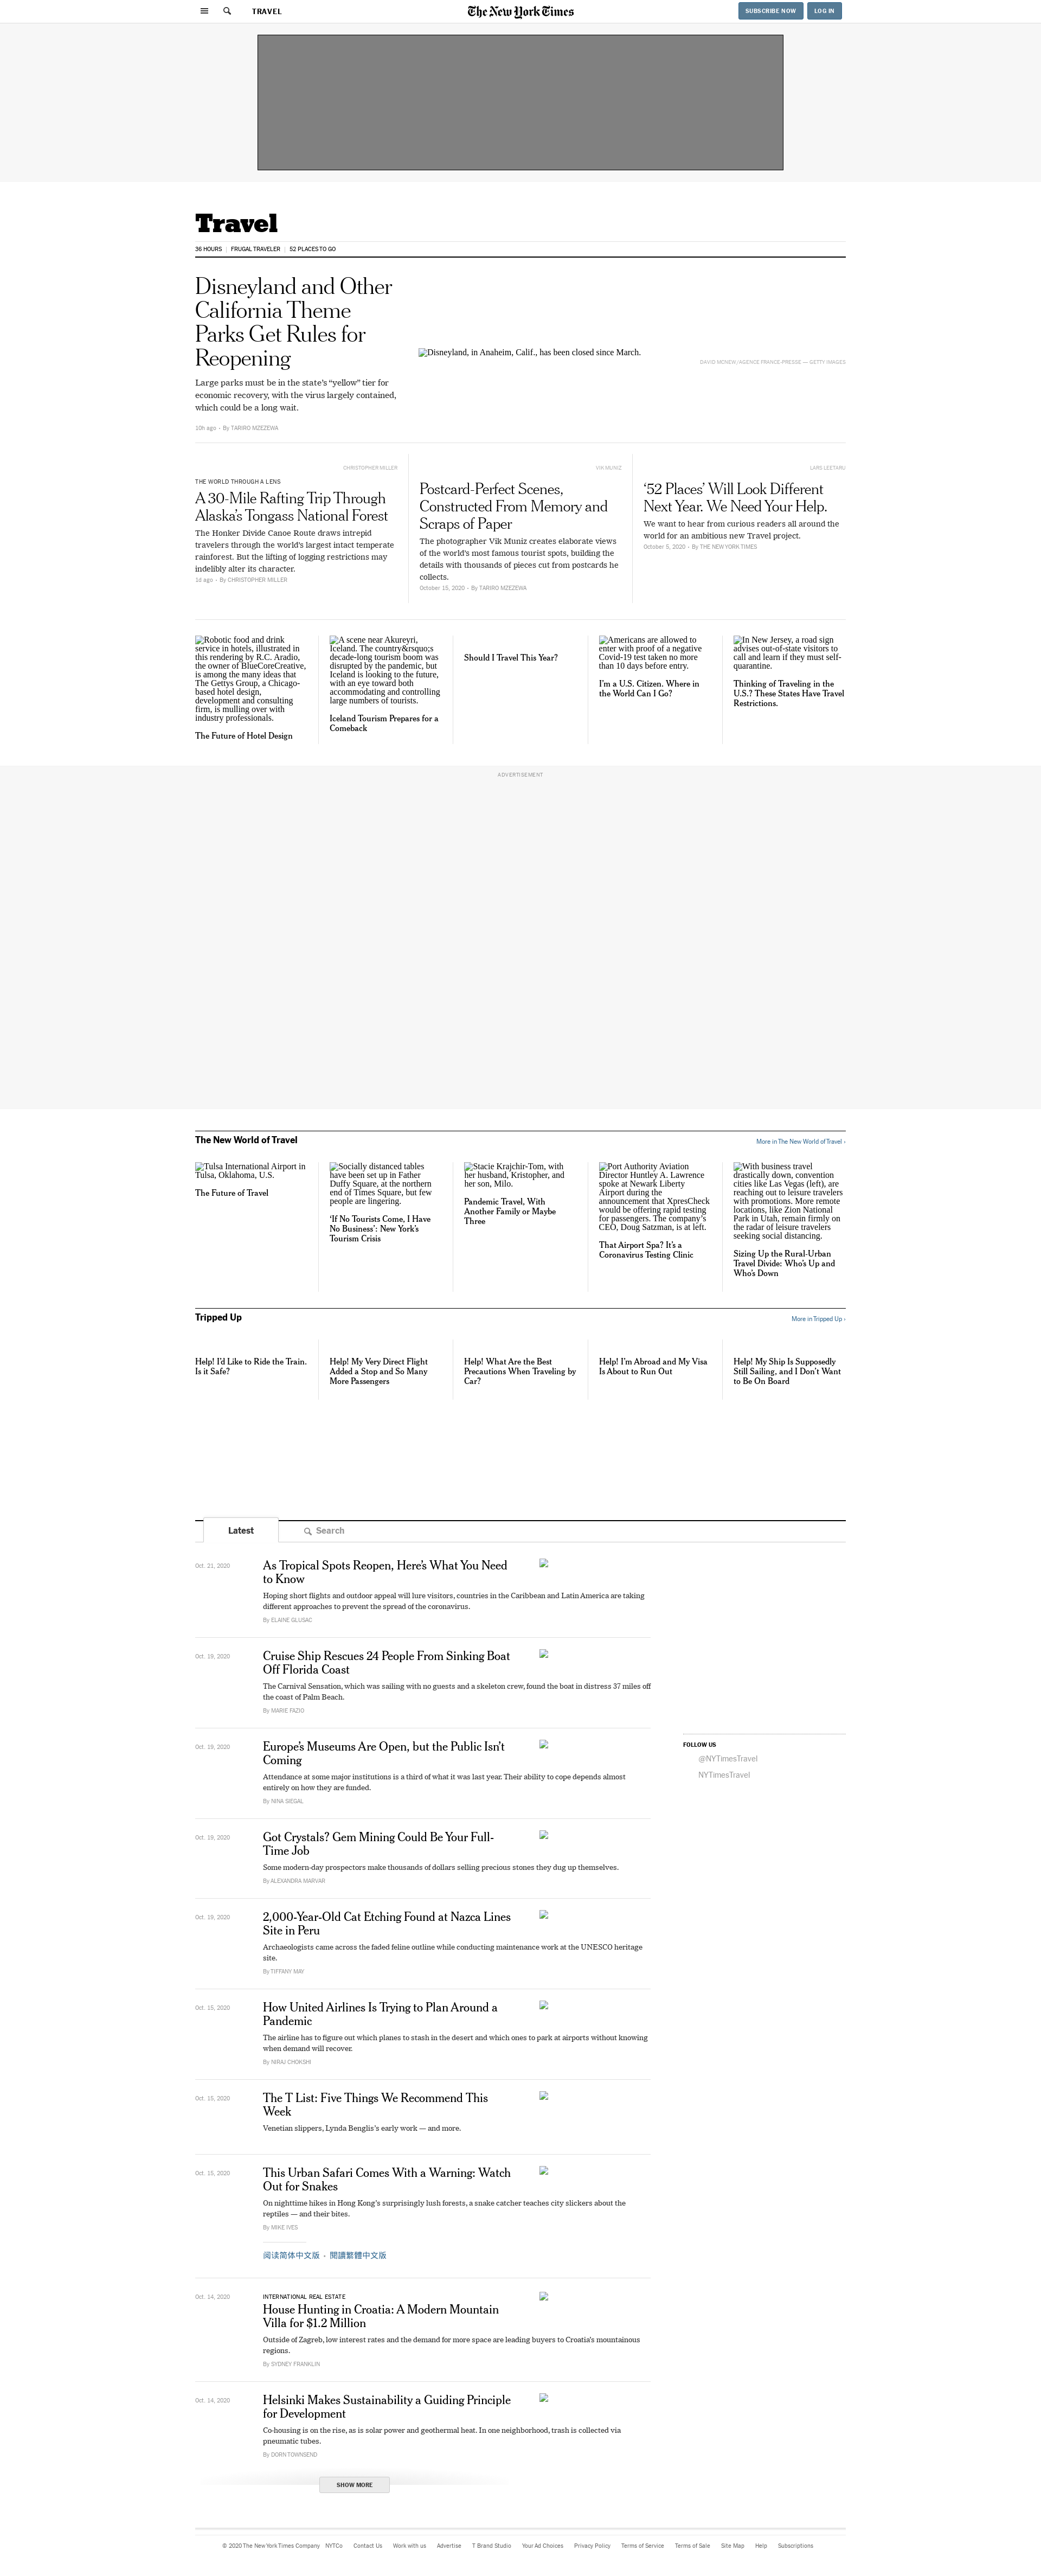 TRAVEL
The New York Times
SUBSCRIBE NOW
LOG IN
Travel
36 HOURS
FRUGAL TRAVELER
52 PLACES TO GO
Disneyland and Other
California Theme
Parks Get Rules for
Reopening
Large parks must be in the state's “yellow” tier for
economic recovery, with the virus largely contained,
which could be a long wait.
10h ago · By TARIRO MZEZEWA
Disneyland, in Anaheim, Calif., has been closed since March.
DAVID MCNEW/AGENCE FRANCE-PRESSE — GETTY IMAGES
CHRISTOPHER MILLER
THE WORLD THROUGH A LENS
A 30-Mile Rafting Trip Through
Alaska’s Tongass National Forest
The Honker Divide Canoe Route draws intrepid
travelers through the world’s largest intact temperate
rainforest. But the lifting of logging restrictions may
indelibly alter its character.
1d ago · By CHRISTOPHER MILLER
VIK MUNIZ
Postcard-Perfect Scenes,
Constructed From Memory and
Scraps of Paper
The photographer Vik Muniz creates elaborate views
of the world’s most famous tourist spots, building the
details with thousands of pieces cut from postcards he
collects.
October 15, 2020 · By TARIRO MZEZEWA
LARS LEETARU
‘52 Places’ Will Look Different
Next Year. We Need Your Help.
We want to hear from curious readers all around the
world for an ambitious new Travel project.
October 5, 2020 · By THE NEW YORK TIMES
Robotic food and drink
service in hotels, illustrated in
this rendering by R.C. Aradio,
the owner of BlueCoreCreative,
is among the many ideas that
The Gettys Group, a Chicago-
based hotel design,
development and consulting
firm, is mulling over with
industry professionals.
The Future of Hotel Design
A scene near Akureyri,
Iceland. The country&rsquo;s
decade-long tourism boom was
disrupted by the pandemic, but
Iceland is looking to the future,
with an eye toward both
accommodating and controlling
large numbers of tourists.
Iceland Tourism Prepares for a
Comeback
Should I Travel This Year?
Americans are allowed to
enter with proof of a negative
Covid-19 test taken no more
than 10 days before entry.
I’m a U.S. Citizen. Where in
the World Can I Go?
In New Jersey, a road sign
advises out-of-state visitors to
call and learn if they must self-
quarantine.
Thinking of Traveling in the
U.S.? These States Have Travel
Restrictions.
ADVERTISEMENT
The New World of Travel
More in The New World of Travel ›
Tulsa International Airport in
Tulsa, Oklahoma, U.S.
The Future of Travel
Socially distanced tables
have been set up in Father
Duffy Square, at the northern
end of Times Square, but few
people are lingering.
‘If No Tourists Come, I Have
No Business’: New York’s
Tourism Crisis
Stacie Krajchir-Tom, with
her husband, Kristopher, and
her son, Milo.
Pandemic Travel, With
Another Family or Maybe
Three
Port Authority Aviation
Director Huntley A. Lawrence
spoke at Newark Liberty
Airport during the
announcement that XpresCheck
would be offering rapid testing
for passengers. The company’s
CEO, Doug Satzman, is at left.
That Airport Spa? It’s a
Coronavirus Testing Clinic
With business travel
drastically down, convention
cities like Las Vegas (left), are
reaching out to leisure travelers
with promotions. More remote
locations, like Zion National
Park in Utah, remain firmly on
the radar of leisure travelers
seeking social distancing.
Sizing Up the Rural-Urban
Travel Divide: Who’s Up and
Who’s Down
Tripped Up
More in Tripped Up ›
Help! I’d Like to Ride the Train.
Is it Safe?
Help! My Very Direct Flight
Added a Stop and So Many
More Passengers
Help! What Are the Best
Precautions When Traveling by
Car?
Help! I’m Abroad and My Visa
Is About to Run Out
Help! My Ship Is Supposedly
Still Sailing, and I Don’t Want
to Be On Board
Latest
Search
Oct. 21, 2020
As Tropical Spots Reopen, Here’s What You Need
to Know
Hoping short flights and outdoor appeal will lure visitors, countries in the Caribbean and Latin America are taking
different approaches to prevent the spread of the coronavirus.
By ELAINE GLUSAC
Oct. 19, 2020
Cruise Ship Rescues 24 People From Sinking Boat
Off Florida Coast
The Carnival Sensation, which was sailing with no guests and a skeleton crew, found the boat in distress 37 miles off
the coast of Palm Beach.
By MARIE FAZIO
Oct. 19, 2020
Europe’s Museums Are Open, but the Public Isn’t
Coming
Attendance at some major institutions is a third of what it was last year. Their ability to cope depends almost
entirely on how they are funded.
By NINA SIEGAL
FOLLOW US
@NYTimesTravel
NYTimesTravel
Oct. 19, 2020
Got Crystals? Gem Mining Could Be Your Full-
Time Job
Some modern-day prospectors make thousands of dollars selling precious stones they dug up themselves.
By ALEXANDRA MARVAR
Oct. 19, 2020
2,000-Year-Old Cat Etching Found at Nazca Lines
Site in Peru
Archaeologists came across the faded feline outline while conducting maintenance work at the UNESCO heritage
site.
By TIFFANY MAY
Oct. 15, 2020
How United Airlines Is Trying to Plan Around a
Pandemic
The airline has to figure out which planes to stash in the desert and which ones to park at airports without knowing
when demand will recover.
By NIRAJ CHOKSHI
Oct. 15, 2020
The T List: Five Things We Recommend This
Week
Venetian slippers, Lynda Benglis’s early work — and more.
Oct. 15, 2020
This Urban Safari Comes With a Warning: Watch
Out for Snakes
On nighttime hikes in Hong Kong’s surprisingly lush forests, a snake catcher teaches city slickers about the
reptiles — and their bites.
By MIKE IVES
阅读简体中文版 · 閱讀繁體中文版
Oct. 14, 2020
INTERNATIONAL REAL ESTATE
House Hunting in Croatia: A Modern Mountain
Villa for $1.2 Million
Outside of Zagreb, low interest rates and the demand for more space are leading buyers to Croatia’s mountainous
regions.
By SYDNEY FRANKLIN
Oct. 14, 2020
Helsinki Makes Sustainability a Guiding Principle
for Development
Co-housing is on the rise, as is solar power and geothermal heat. In one neighborhood, trash is collected via
pneumatic tubes.
By DORN TOWNSEND
SHOW MORE
© 2020 The New York Times Company
NYTCo
Contact Us
Work with us
Advertise
T Brand Studio
Your Ad Choices
Privacy Policy
Terms of Service
Terms of Sale
Site Map
Help
Subscriptions